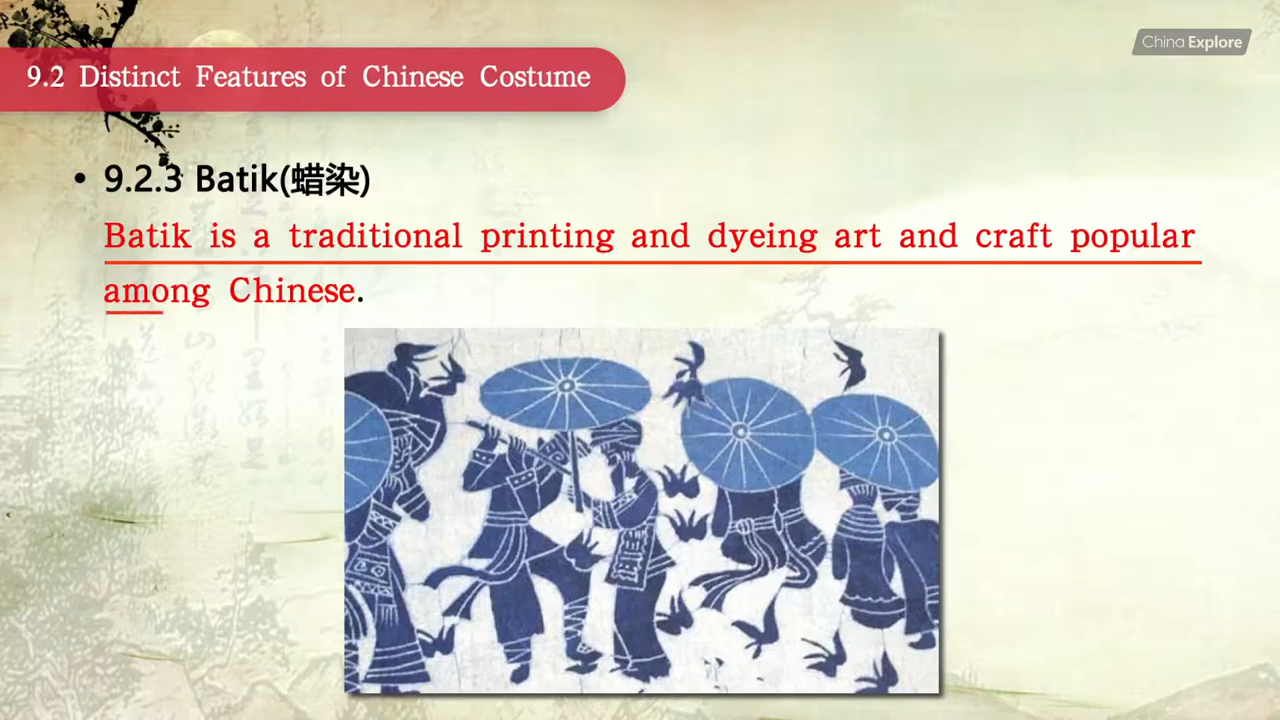 China Explore
9.2 Distinct Features of Chinese Costume
• 9.2.3 Batik(蜡染)
Batik is a traditional printing and dyeing art and craft popular
among Chinese.